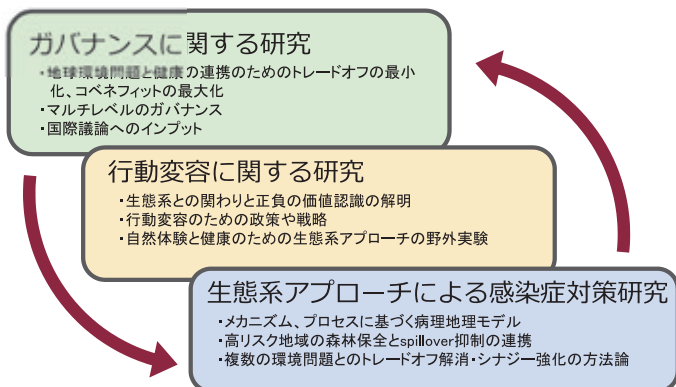 ガバナンスに関する研究
・地球環境問題と健康の連携のためのトレードオフの最小
化、コベネフィットの最大化
・マルチレベルのガバナンス
・国際議論へのインプット
行動変容に関する研究
・生態系との関わりと正負の価値認識の解明
・行動変容のための政策や戦略
・自然体験と健康のための生態系アプローチの野外実験
生態系アプローチによる感染症対策研究
・メカニズム、プロセスに基づく病理地理モデル
・高リスク地域の森林保全とspillover抑制の連携
・複数の環境問題とのトレードオフ解消・シナジー強化の方法論